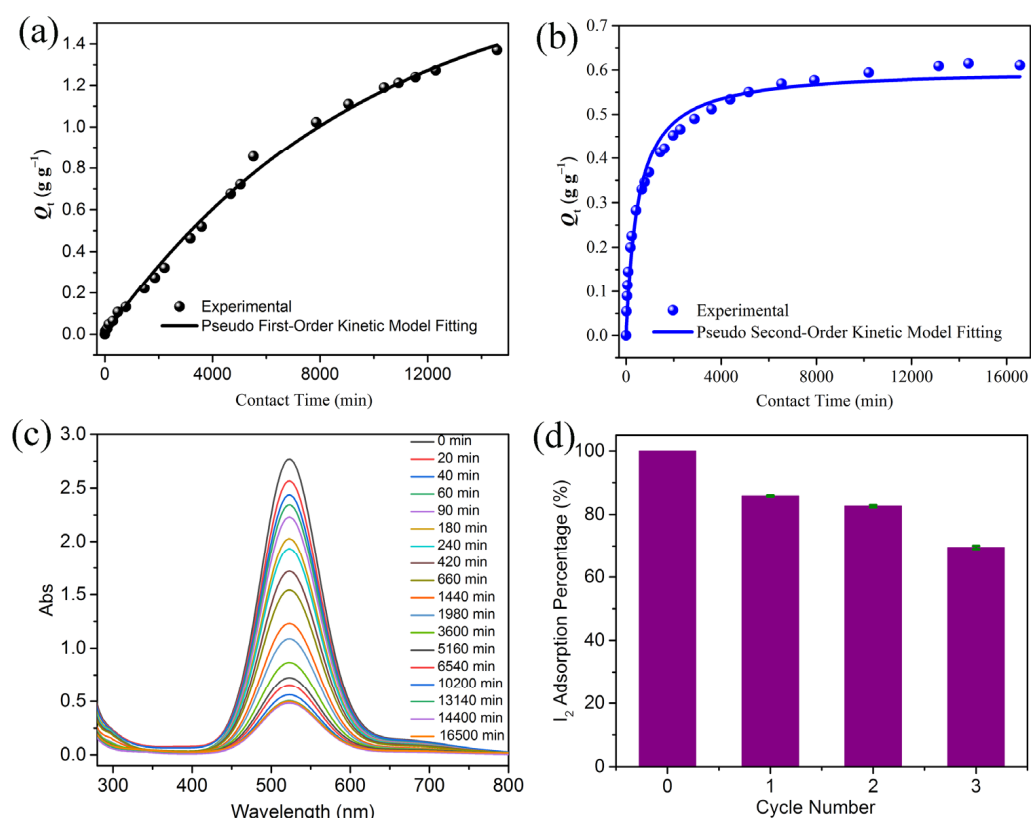 (a)
1.4
1.2
1.0
0.8
0.6
0.4
0.2
0.0
Qt (g g−1)
Experimental
Pseudo First-Order Kinetic Model Fitting
0
4000
8000
12000
Contact Time (min)
(b)
0.7
0.6
0.5
0.4
0.3
0.2
0.1
0.0
Qt (g g−1)
Experimental
Pseudo Second-Order Kinetic Model Fitting
0
4000
8000
12000
16000
Contact Time (min)
(c)
3.0
2.5
2.0
1.5
1.0
0.5
0.0
Abs
0 min
20 min
40 min
60 min
90 min
180 min
240 min
420 min
660 min
1440 min
1980 min
3600 min
5160 min
6540 min
10200 min
13140 min
14400 min
16500 min
300
400
500
600
700
800
Wavelength (nm)
(d)
100
80
60
40
20
0
I2 Adsorption Percentage (%)
0
1
2
3
Cycle Number